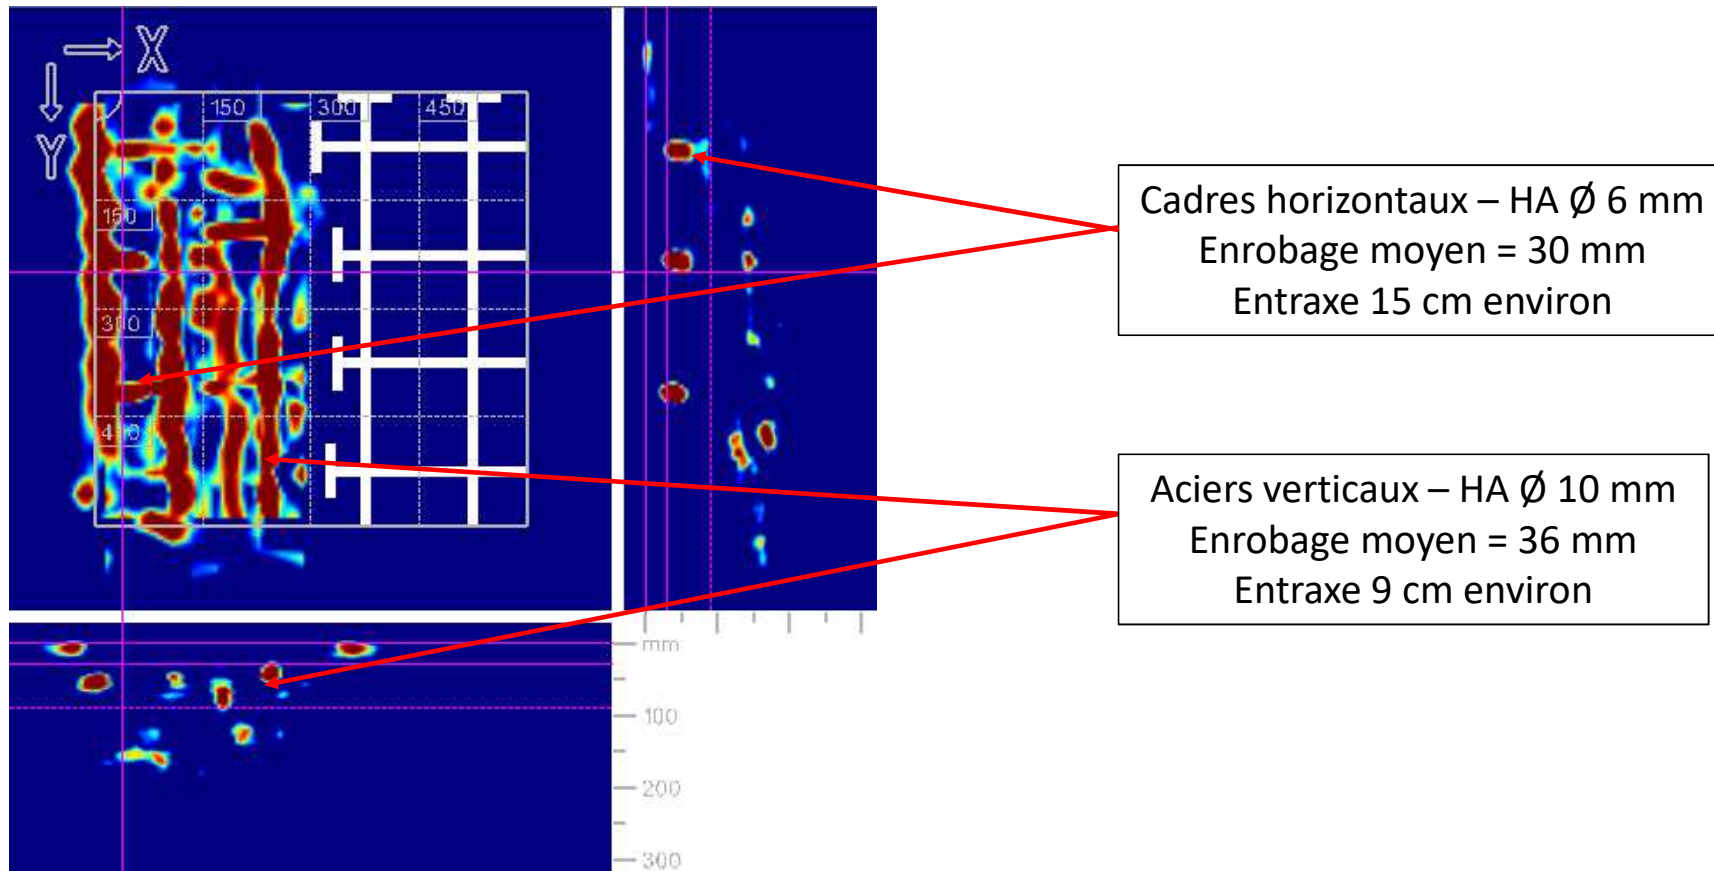 X
Y
150
300
450
150
300
450
Cadres horizontaux – HA Ø 6 mm
Enrobage moyen = 30 mm
Entraxe 15 cm environ
Aciers verticaux – HA Ø 10 mm
Enrobage moyen = 36 mm
Entraxe 9 cm environ
mm
100
200
300